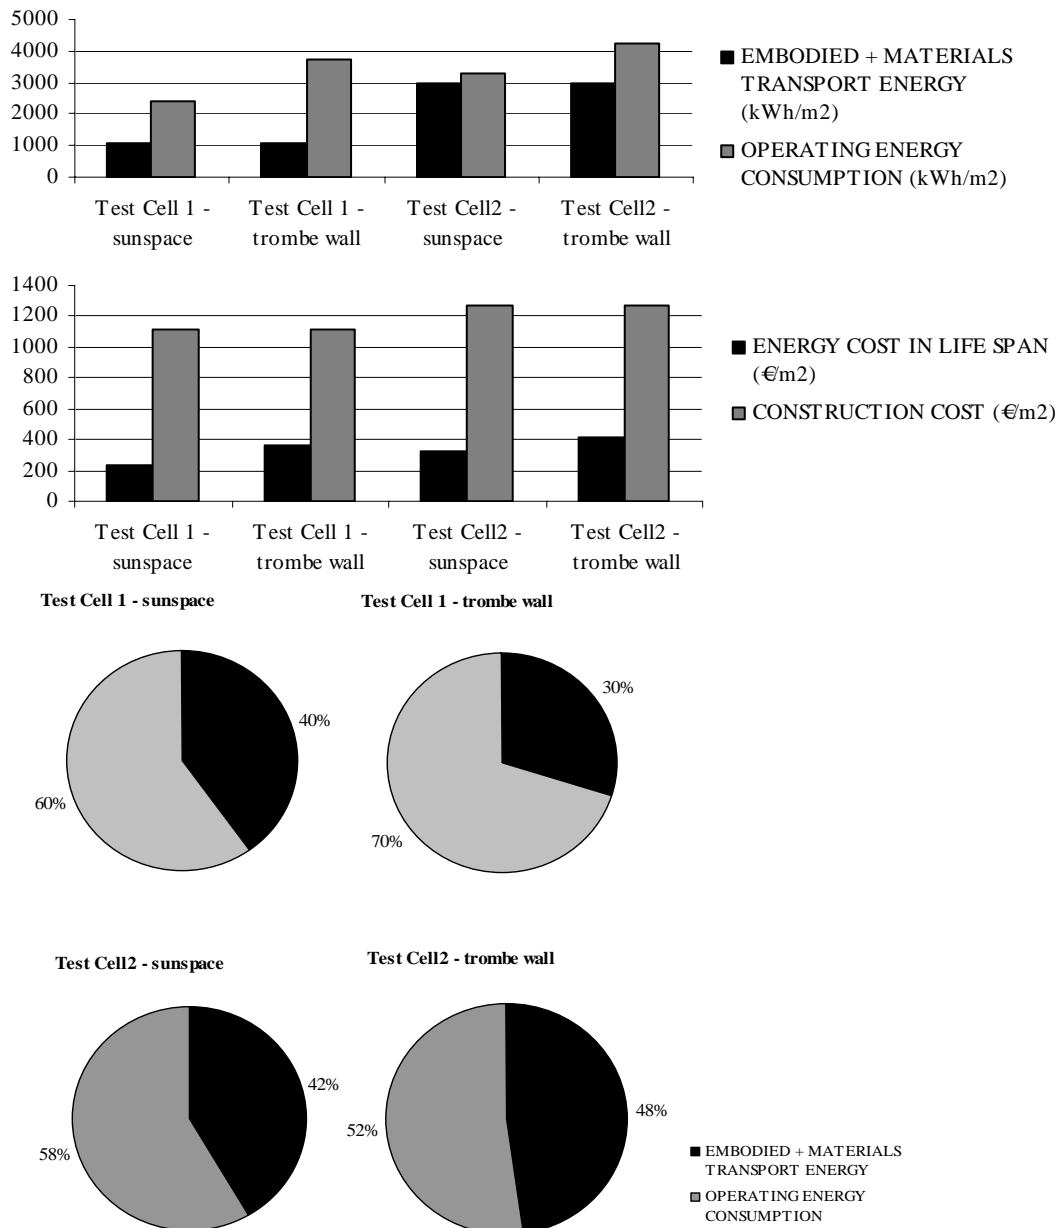 5000
4000
3000
2000
1000
0
Test Cell 1 -
sunspace
Test Cell 1 -
trombe wall
Test Cell2 -
sunspace
Test Cell2 -
trombe wall
EMBODIED + MATERIALS
TRANSPORT ENERGY
(kWh/m2)
OPERATING ENERGY
CONSUMPTION (kWh/m2)
1400
1200
1000
800
600
400
200
0
Test Cell 1 -
sunspace
Test Cell 1 -
trombe wall
Test Cell2 -
sunspace
Test Cell2 -
trombe wall
ENERGY COST IN LIFE SPAN
(€/m2)
CONSTRUCTION COST (€/m2)
Test Cell 1 - sunspace
40%
60%
Test Cell 1 - trombe wall
30%
70%
Test Cell2 - sunspace
42%
58%
Test Cell2 - trombe wall
48%
52%
EMBODIED + MATERIALS
TRANSPORT ENERGY
OPERATING ENERGY
CONSUMPTION